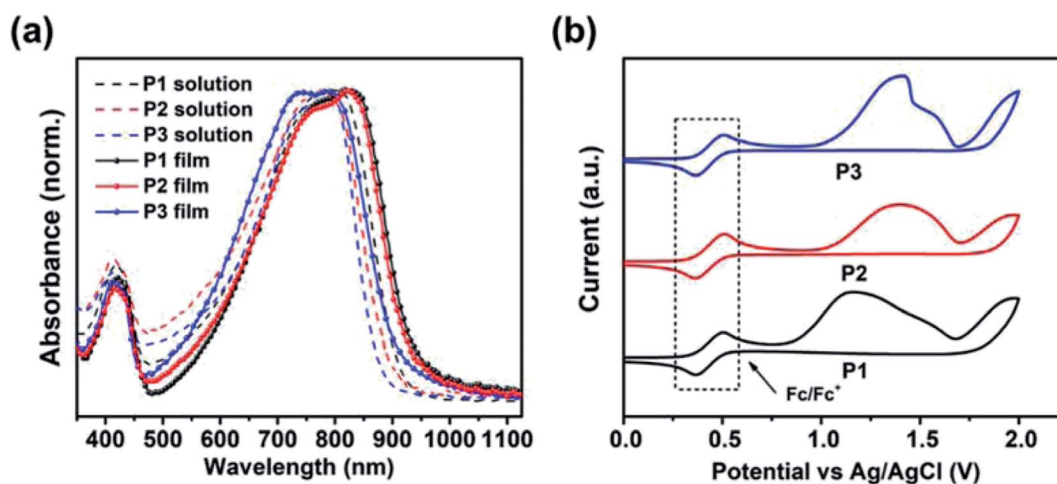 (a)
Absorbance (norm.)
P1 solution
P2 solution
P3 solution
P1 film
P2 film
P3 film
400 500 600 700 800 900 1000 1100
Wavelength (nm)
(b)
Current (a.u.)
P3
P2
P1
Fc/Fc⁺
0.0 0.5 1.0 1.5 2.0
Potential vs Ag/AgCl (V)